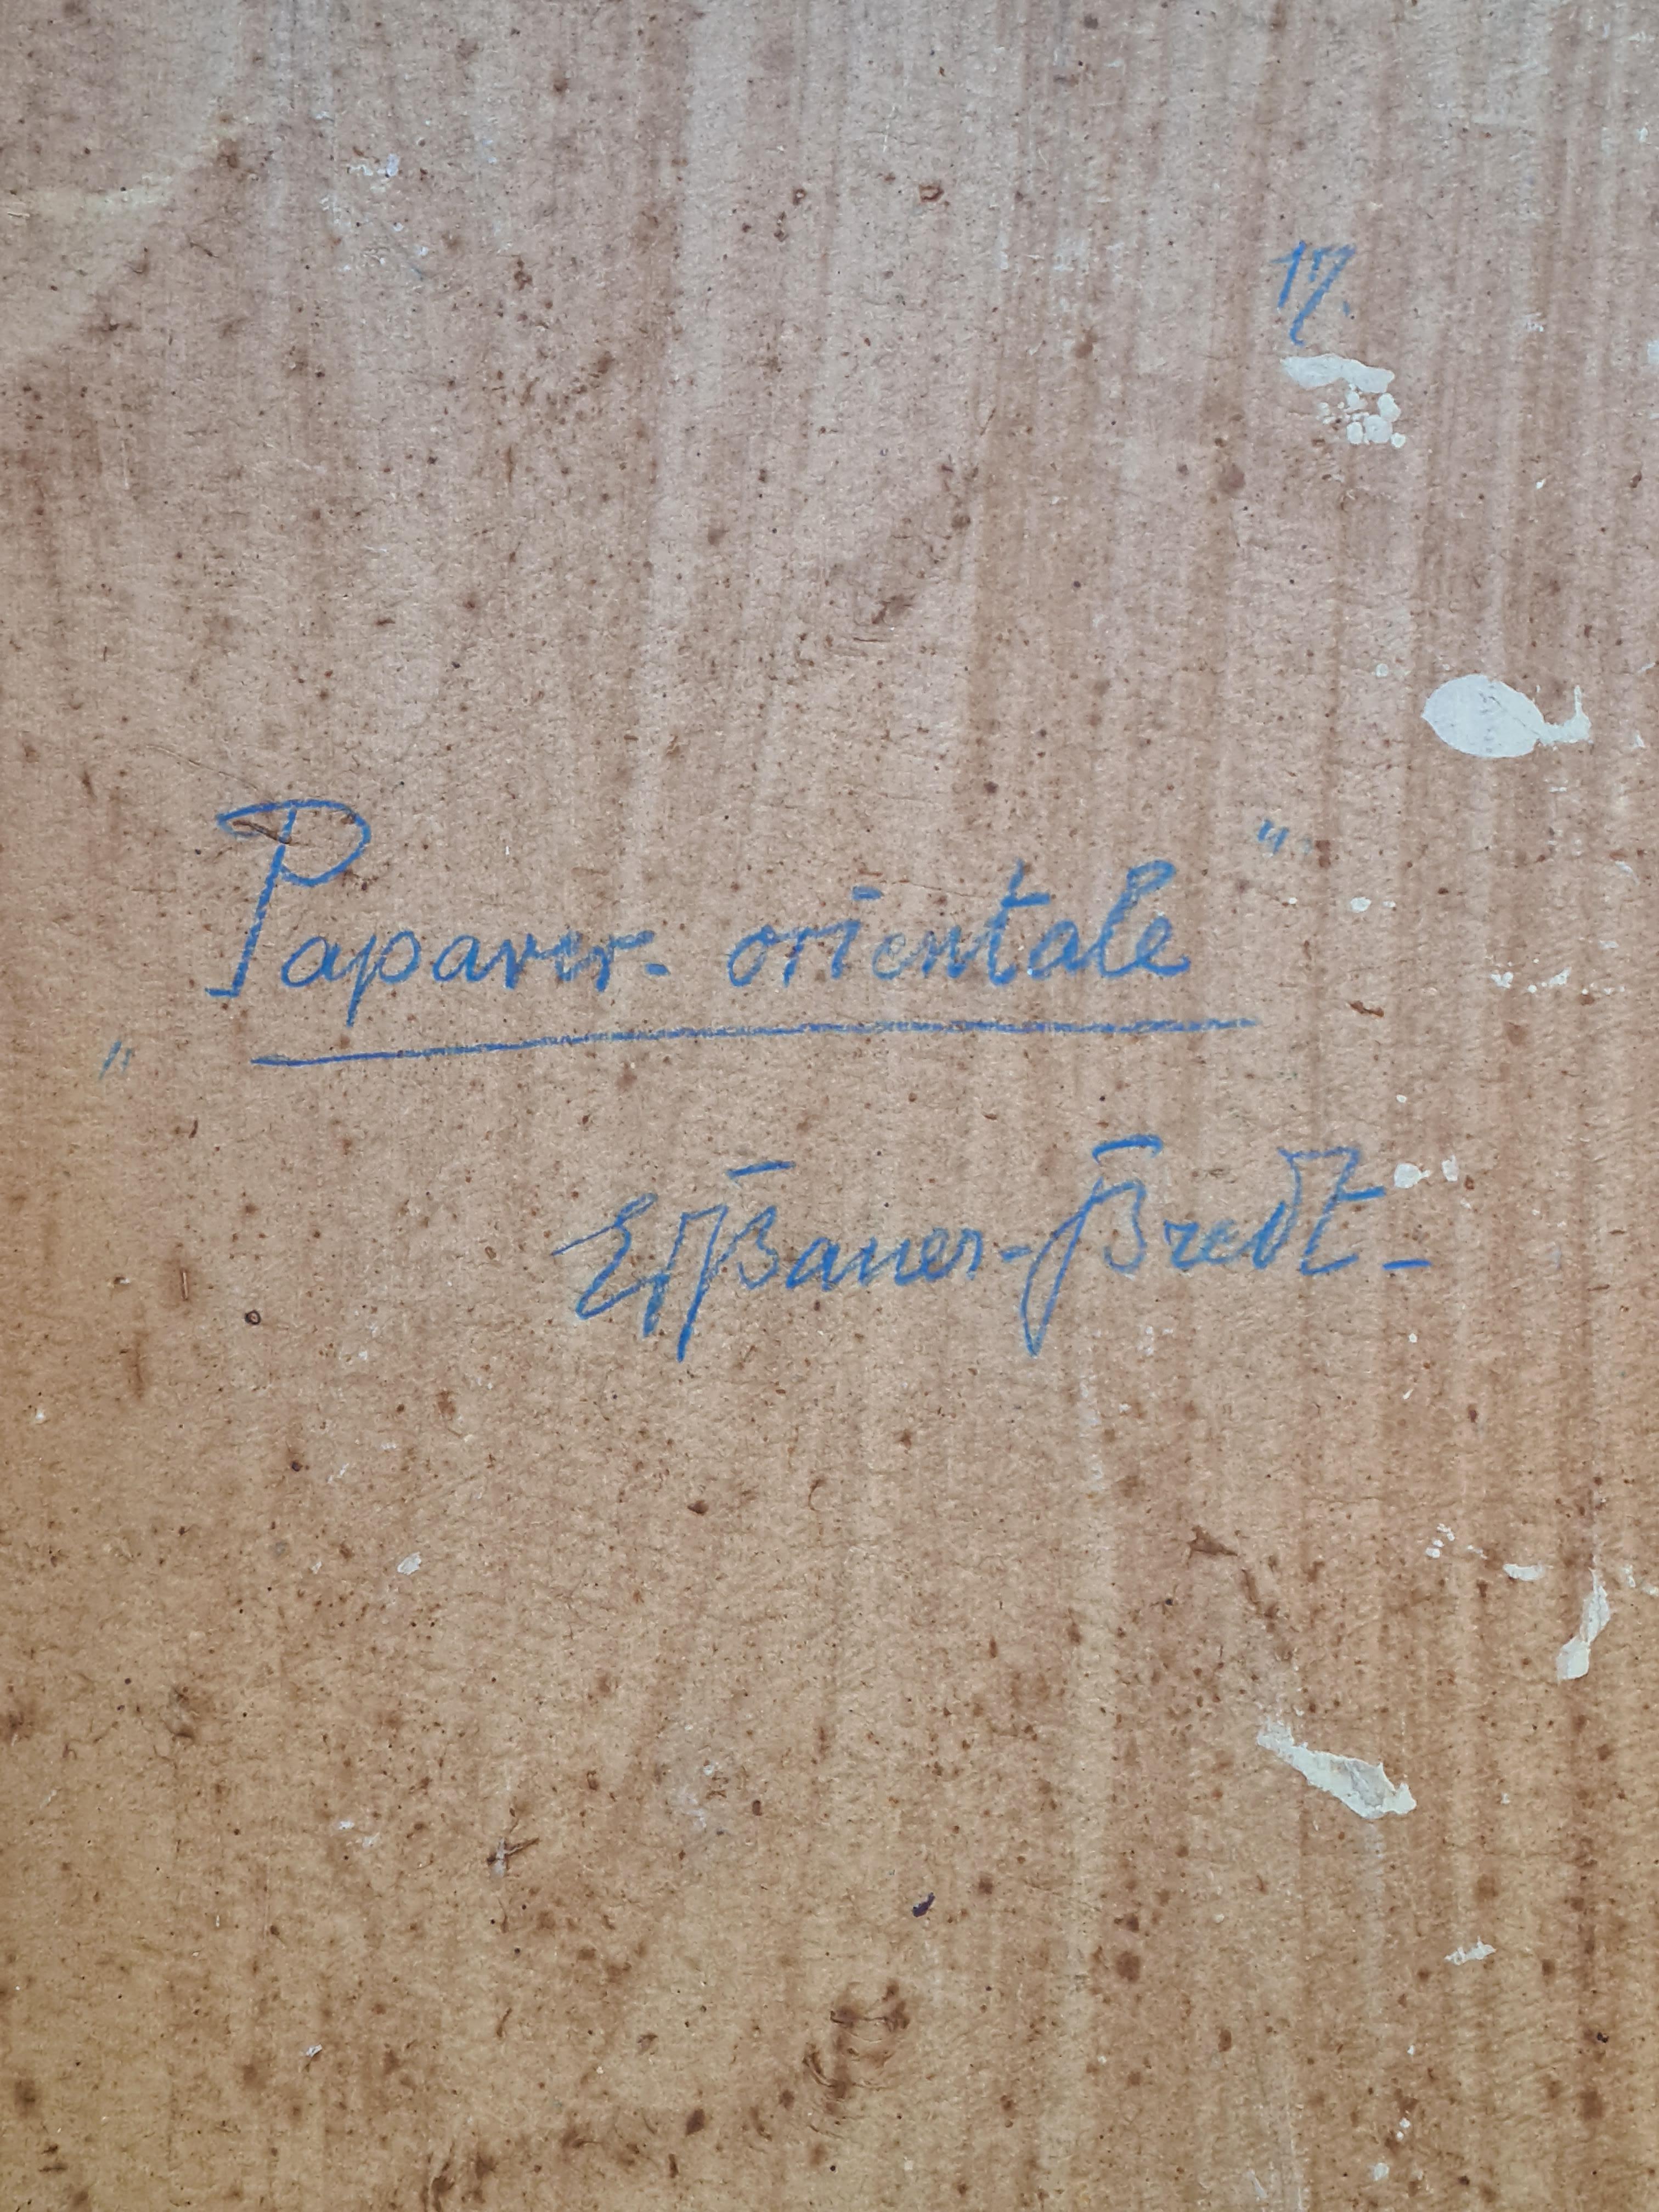 17.
„Papaver. orientale"
Bauer-Bredt-